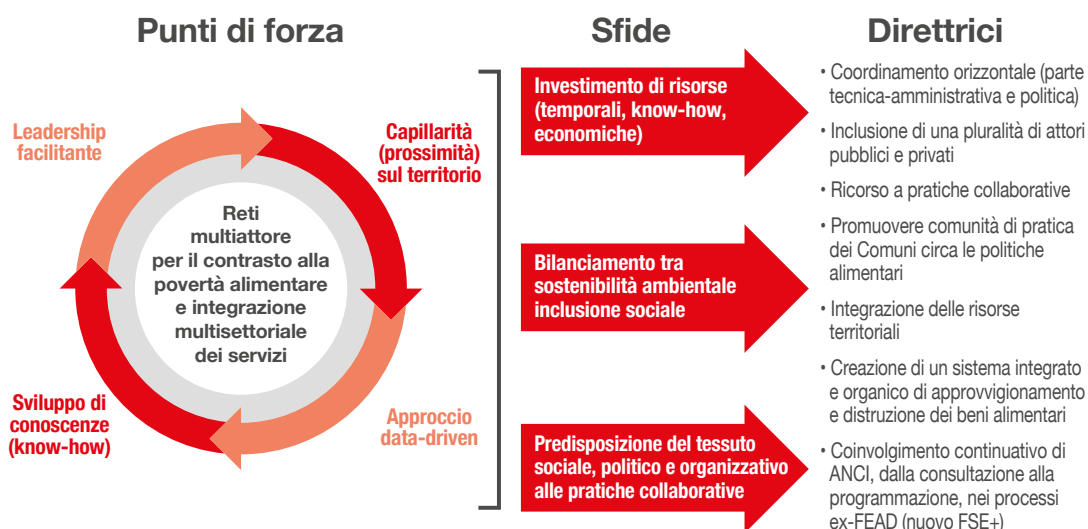 Punti di forza
Leadership
facilitante
Capillarità
(prossimità)
sul territorio
Reti
multiattore
per il contrasto alla
povertà alimentare
e integrazione
multisettoriale
dei servizi
Sviluppo di
conoscenze
(know-how)
Approccio
data-driven
Sfide
Investimento di risorse
(temporali, know-how,
economiche)
Bilanciamento tra
sostenibilità ambientale
inclusione sociale
Predisposizione del tessuto
sociale, politico e organizzativo
alle pratiche collaborative
Direttrici
• Coordinamento orizzontale (parte
tecnica-amministrativa e politica)
• Inclusione di una pluralità di attori
pubblici e privati
• Ricorso a pratiche collaborative
• Promuovere comunità di pratica
dei Comuni circa le politiche
alimentari
• Integrazione delle risorse
territoriali
• Creazione di un sistema integrato
e organico di approvvigionamento
e distruzione dei beni alimentari
• Coinvolgimento continuativo di
ANCI, dalla consultazione alla
programmazione, nei processi
ex-FEAD (nuovo FSE+)